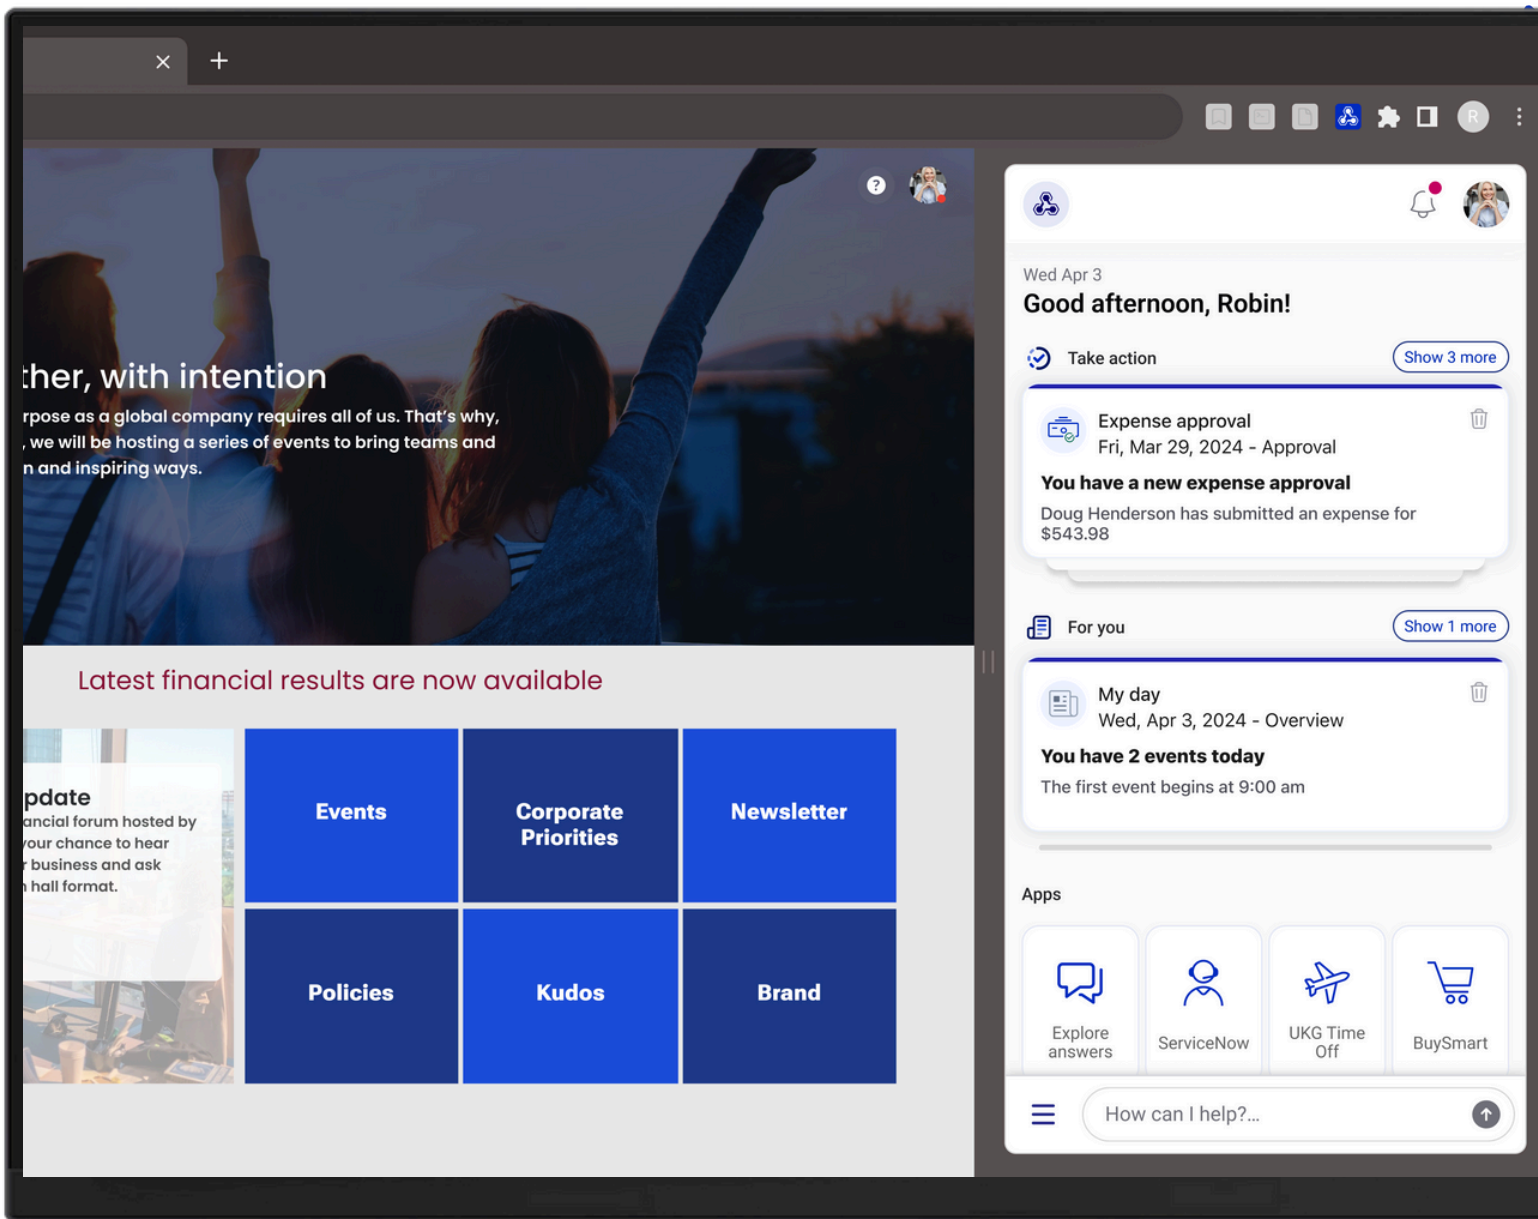 R
?
ther, with intention
rpose as a global company requires all of us. That's why,
, we will be hosting a series of events to bring teams and
n and inspiring ways.
Latest financial results are now available
pdate
ancial forum hosted by
your chance to hear
r business and ask
n hall format.
Events
Corporate
Priorities
Newsletter
Policies
Kudos
Brand
Wed Apr 3
Good afternoon, Robin!
Take action
Show 3 more
Expense approval
Fri, Mar 29, 2024 - Approval
You have a new expense approval
Doug Henderson has submitted an expense for
$543.98
For you
Show 1 more
My day
Wed, Apr 3, 2024 - Overview
You have 2 events today
The first event begins at 9:00 am
Apps
Explore
answers
ServiceNow
UKG Time
Off
BuySmart
How can I help?...